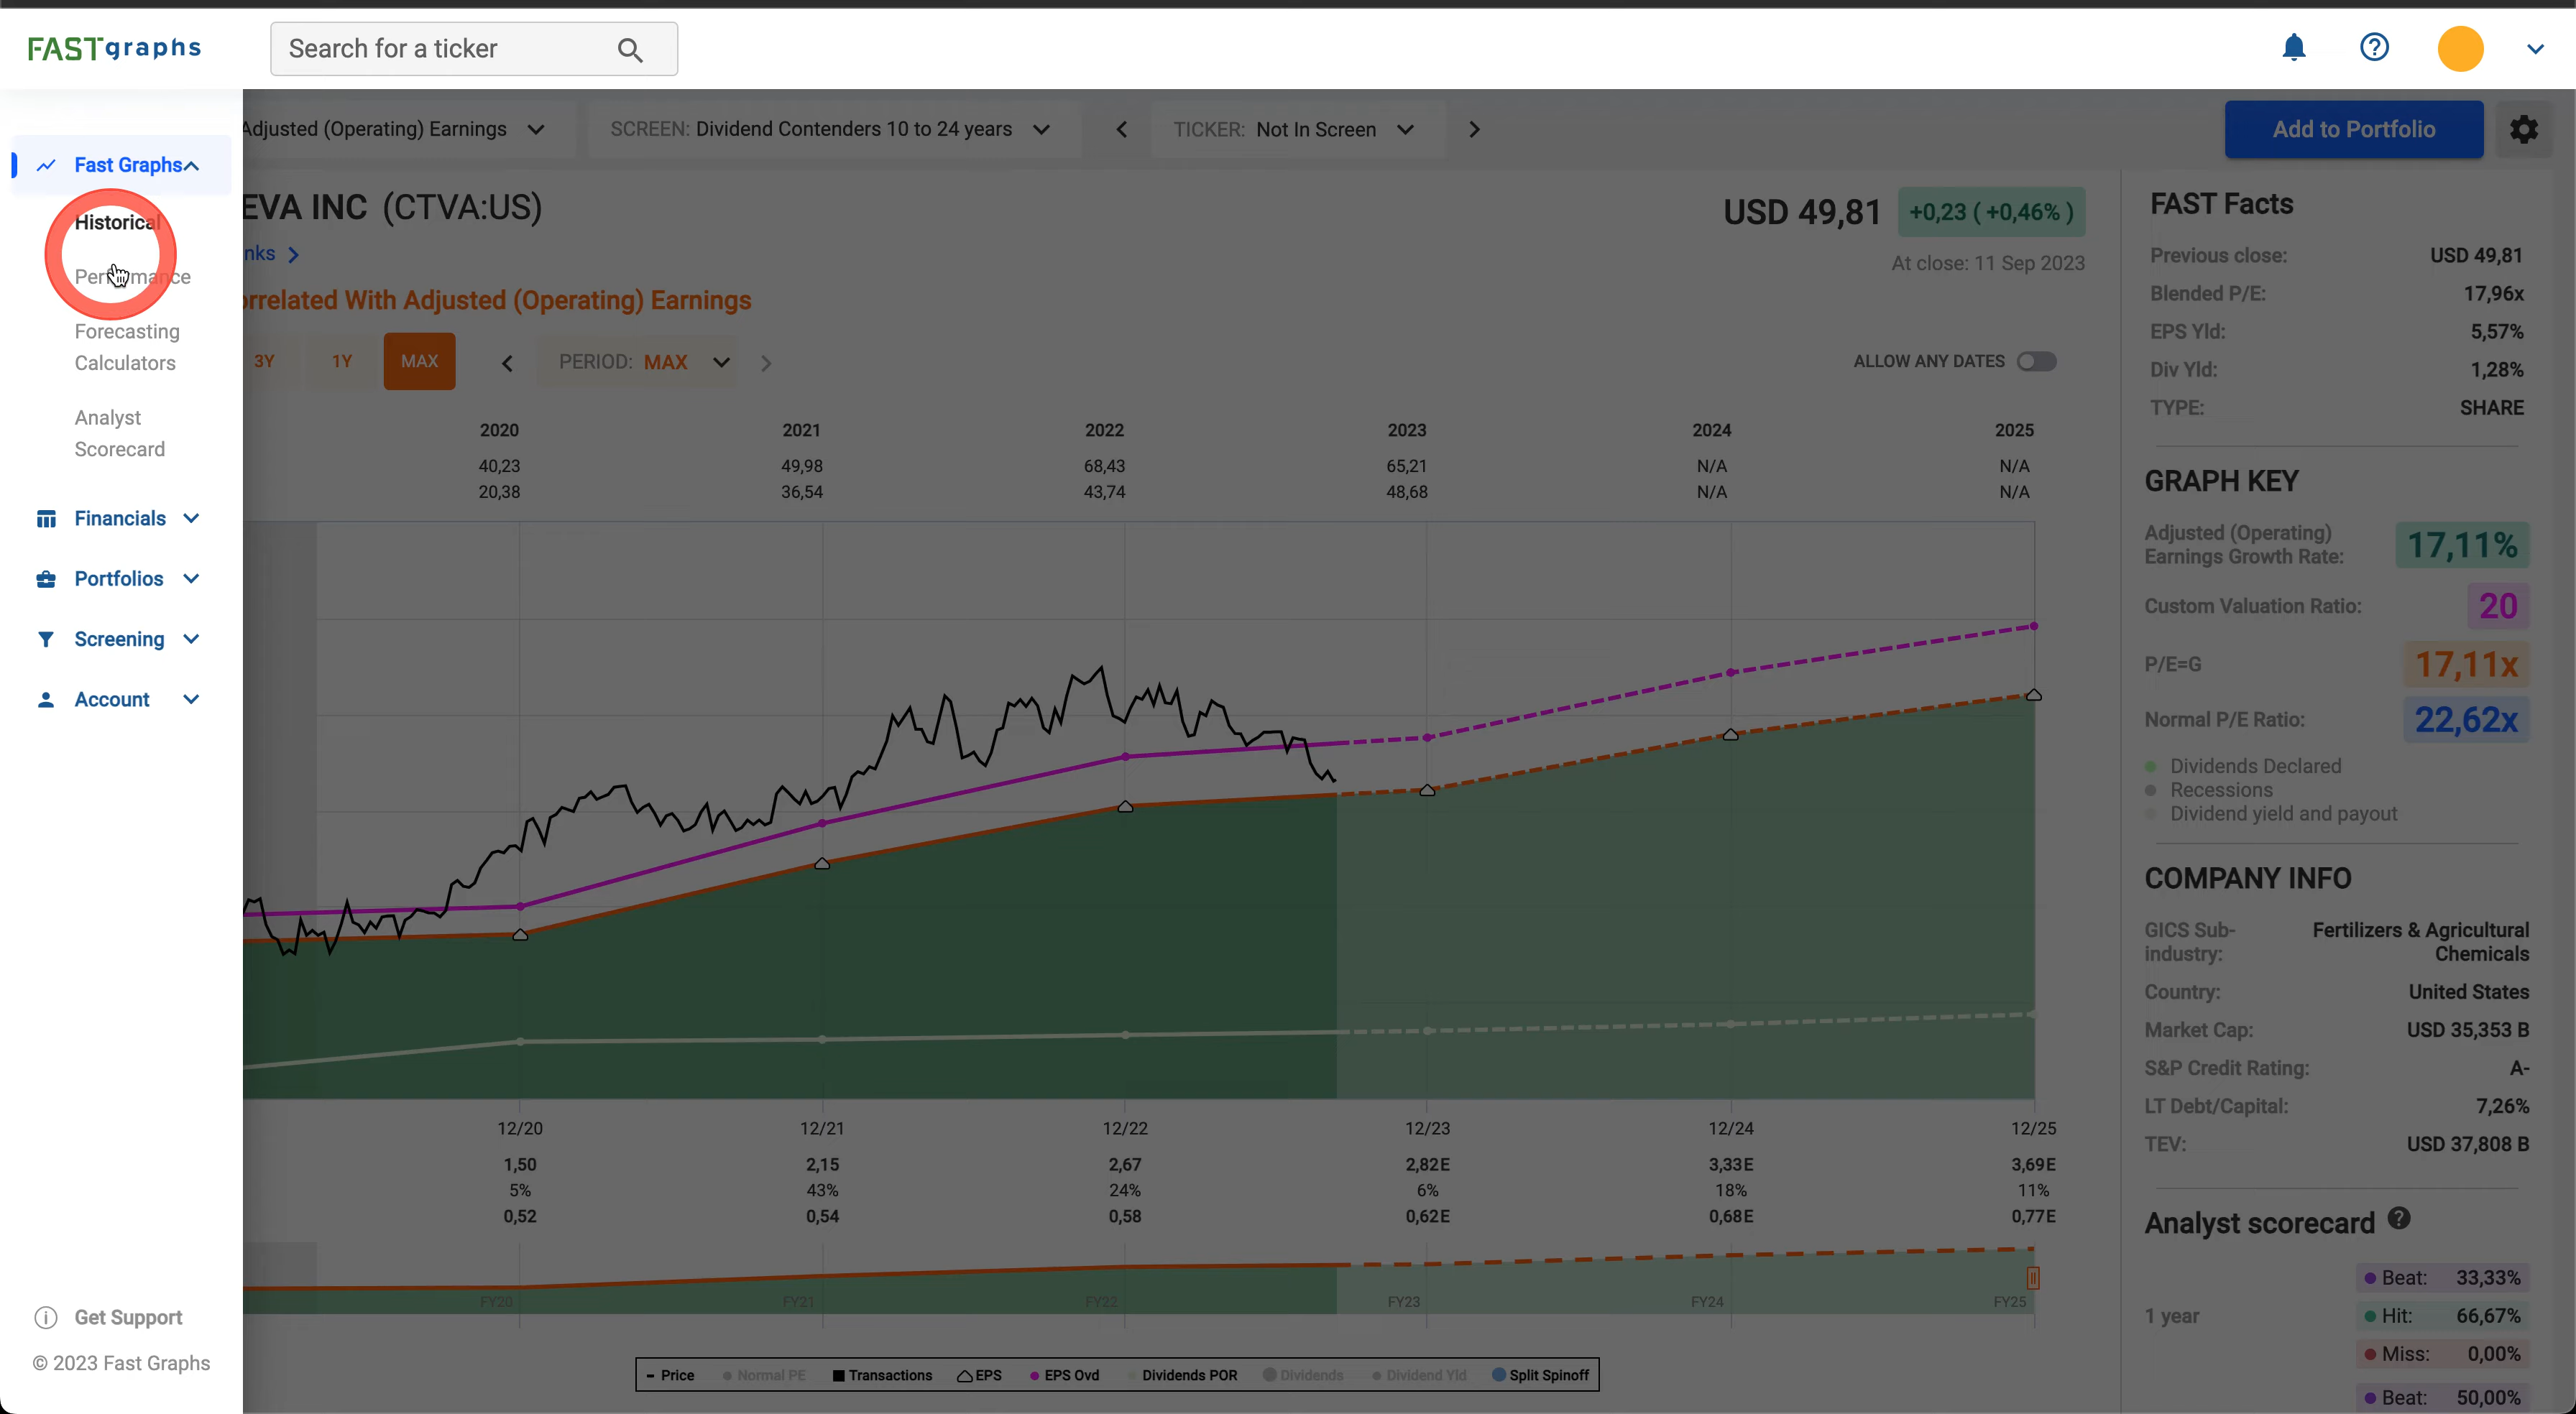 FASTgraphs
Search for a ticker
Fast Graphs
Historical
Performance
Forecasting
Calculators
Analyst
Scorecard
Financials
Portfolios
Screening
Account
Get Support
© 2023 Fast Graphs
Adjusted (Operating) Earnings
SCREEN: Dividend Contenders 10 to 24 years
TICKER: Not In Screen
Add to Portfolio
EVA INC (CTVA:US)
USD 49,81 +0,23 ( +0,46% )
nks
At close: 11 Sep 2023
orrelated With Adjusted (Operating) Earnings
3Y 1Y MAX PERIOD: MAX
ALLOW ANY DATES
2020 2021 2022 2023 2024 2025
40,23 49,98 68,43 65,21 N/A N/A
20,38 36,54 43,74 48,68 N/A N/A
12/20 12/21 12/22 12/23 12/24 12/25
1,50 2,15 2,67 2,82E 3,33E 3,69E
5% 43% 24% 6% 18% 11%
0,52 0,54 0,58 0,62E 0,68E 0,77E
FY20 FY21 FY22 FY23 FY24 FY25
Price Normal PE Transactions EPS EPS Ovd Dividends POR Dividends Dividend Yld Split Spinoff
FAST Facts
Previous close: USD 49,81
Blended P/E: 17,96x
EPS Yld: 5,57%
Div Yld: 1,28%
TYPE: SHARE
GRAPH KEY
Adjusted (Operating)
Earnings Growth Rate: 17,11%
Custom Valuation Ratio: 20
P/E=G 17,11x
Normal P/E Ratio: 22,62x
Dividends Declared
Recessions
Dividend yield and payout
COMPANY INFO
GICS Sub- Fertilizers & Agricultural
industry: Chemicals
Country: United States
Market Cap: USD 35,353 B
S&P Credit Rating: A-
LT Debt/Capital: 7,26%
TEV: USD 37,808 B
Analyst scorecard
Beat: 33,33%
1 year Hit: 66,67%
Miss: 0,00%
Beat: 50,00%